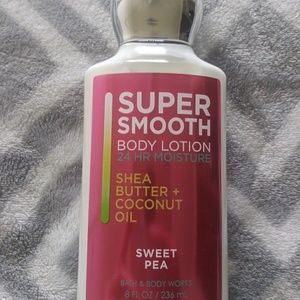 SUPER
SMOOTH
BODY LOTION
24 HR MOISTURE
SHEA
BUTTER +
COCONUT
OIL
SWEET
PEA
BATH & BODY WORKS
8 FL OZ / 236 mL